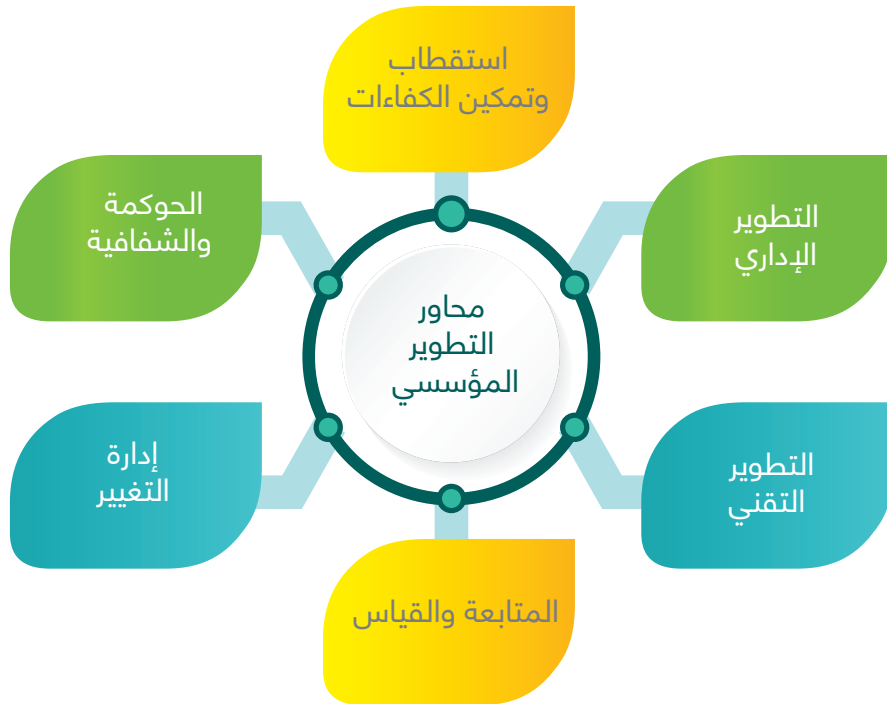 استقطاب
وتمكين الكفاءات
التطوير
الإداري
الحوكمة
والشفافية
محاور
التطوير
المؤسسي
التطوير
التقني
إدارة
التغيير
المتابعة والقياس